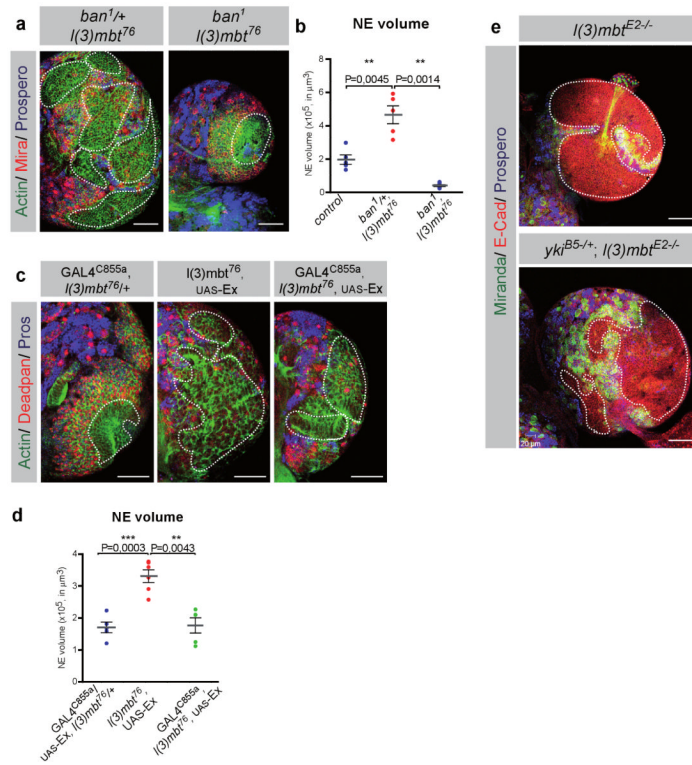 a
ban1/+
l(3)mbt76
ban1
l(3)mbt76
Actin/ Mira/ Prospero
b
NE volume
** **
P=0,0045 P=0,0014
NE volume (x10⁵, in µm³)
6
4
2
0
control
ban1/+,
l(3)mbt76
ban1,
l(3)mbt76
c
GAL4C855a,
l(3)mbt76/+
l(3)mbt76,
UAS-Ex
GAL4C855a,
l(3)mbt76, UAS-Ex
Actin/ Deadpan/ Pros
d
NE volume
*** **
P=0,0003 P=0,0043
NE volume (x10⁵, in µm³)
4
3
2
1
0
GAL4C855a/
UAS-Ex, l(3)mbt76/+
l(3)mbt76,
UAS-Ex
GAL4C855a,
l(3)mbt76, UAS-Ex
e
l(3)mbtE2-/-
ykiB5-/+; l(3)mbtE2-/-
Miranda/ E-Cad/ Prospero
20 µm